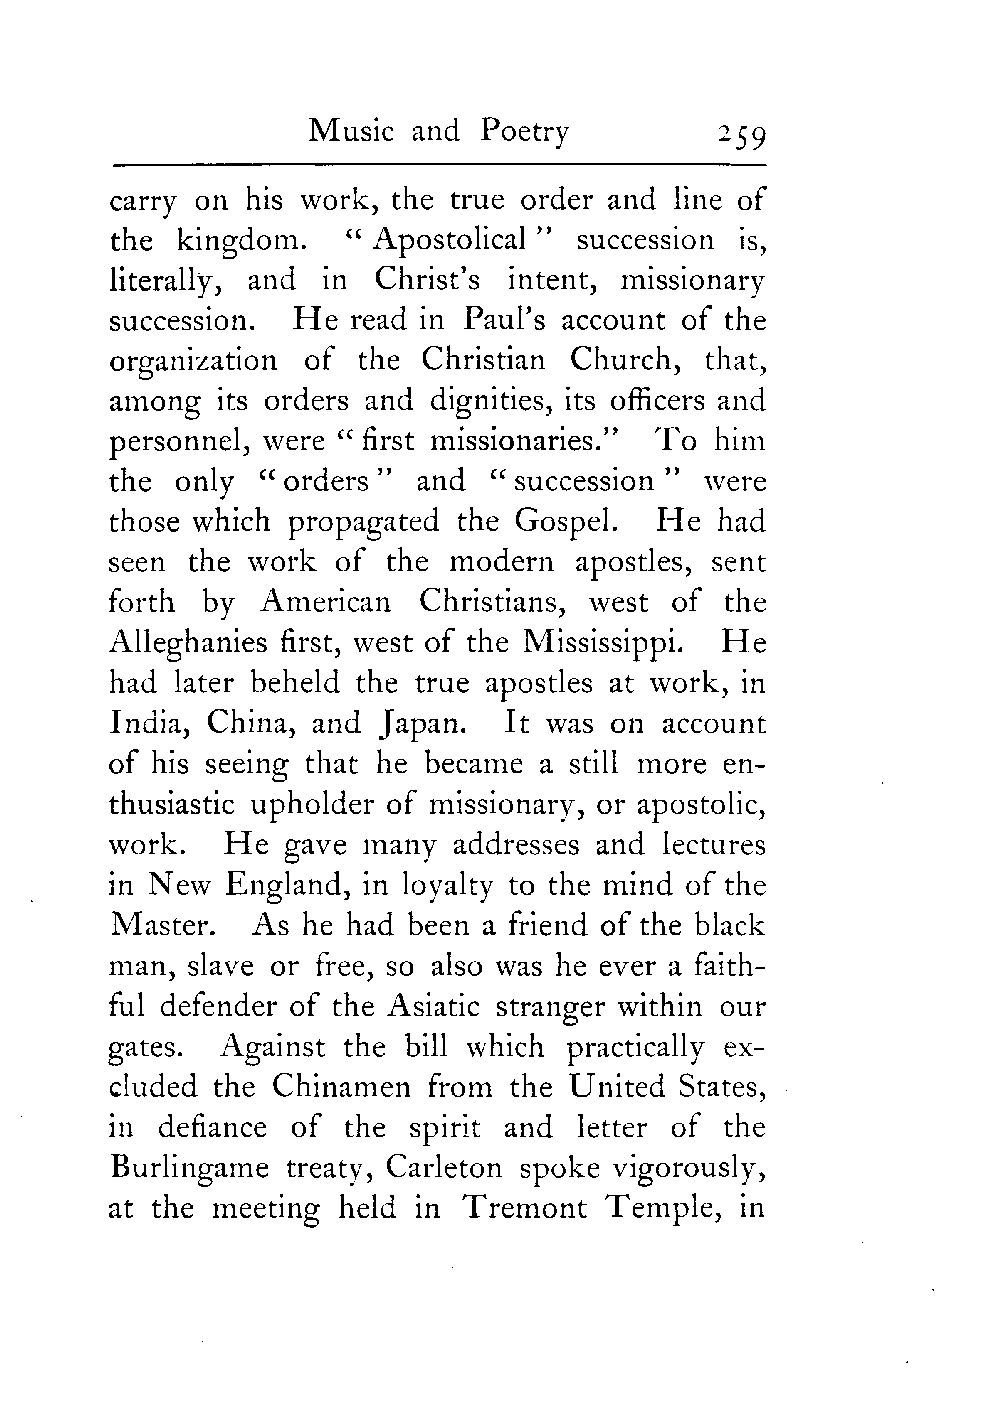 Music and Poetry 259
carry on his work, the true order and line of
the kingdom. “ Apostolical ” succession is,
literally, and in Christ's intent, missionary
succession. He read in Paul's account of the
organization of the Christian Church, that,
among its orders and dignities, its officers and
personnel, were “ first missionaries.” To him
the only “ orders ” and “ succession ” were
those which propagated the Gospel. He had
seen the work of the modern apostles, sent
forth by American Christians, west of the
Alleghanies first, west of the Mississippi. He
had later beheld the true apostles at work, in
India, China, and Japan. It was on account
of his seeing that he became a still more en-
thusiastic upholder of missionary, or apostolic,
work. He gave many addresses and lectures
in New England, in loyalty to the mind of the
Master. As he had been a friend of the black
man, slave or free, so also was he ever a faith-
ful defender of the Asiatic stranger within our
gates. Against the bill which practically ex-
cluded the Chinamen from the United States,
in defiance of the spirit and letter of the
Burlingame treaty, Carleton spoke vigorously,
at the meeting held in Tremont Temple, in